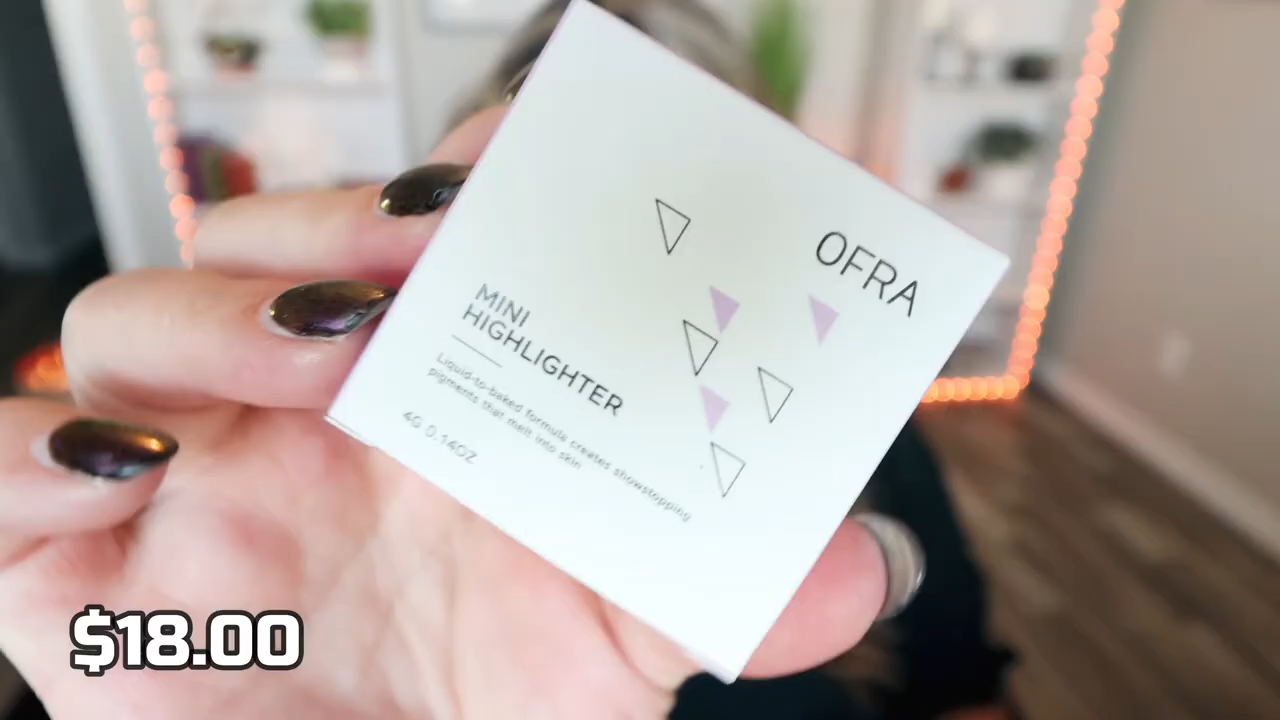 OFRA
MINI
HIGHLIGHTER
Liquid-to-baked formula creates showstopping
pigments that melt into skin
4G 0.14OZ
$18.00